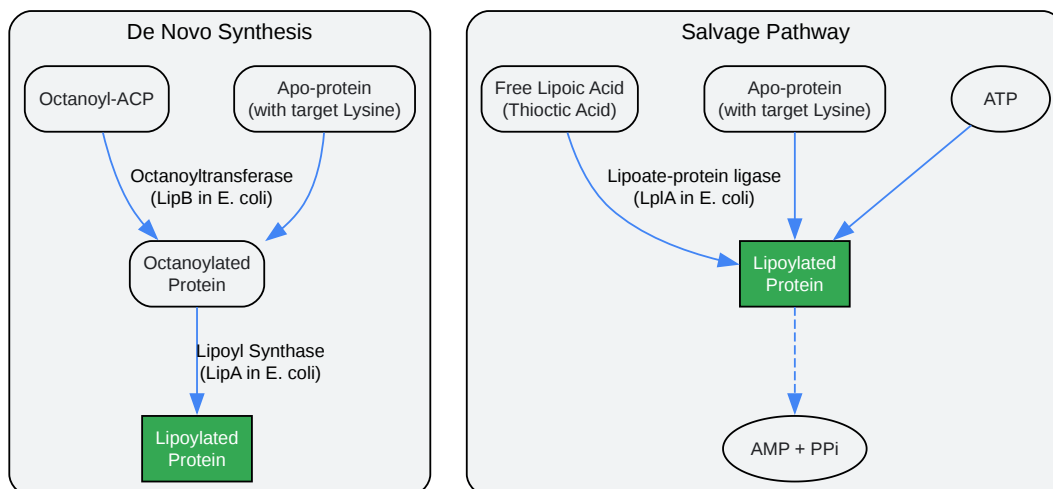 De Novo Synthesis
Octanoyl-ACP
Apo-protein
(with target Lysine)
Octanoyltransferase
(LipB in E. coli)
Octanoylated
Protein
Lipoyl Synthase
(LipA in E. coli)
Lipoylated
Protein
Salvage Pathway
Free Lipoic Acid
(Thioctic Acid)
Apo-protein
(with target Lysine)
ATP
Lipoate-protein ligase
(LplA in E. coli)
Lipoylated
Protein
AMP + PPi